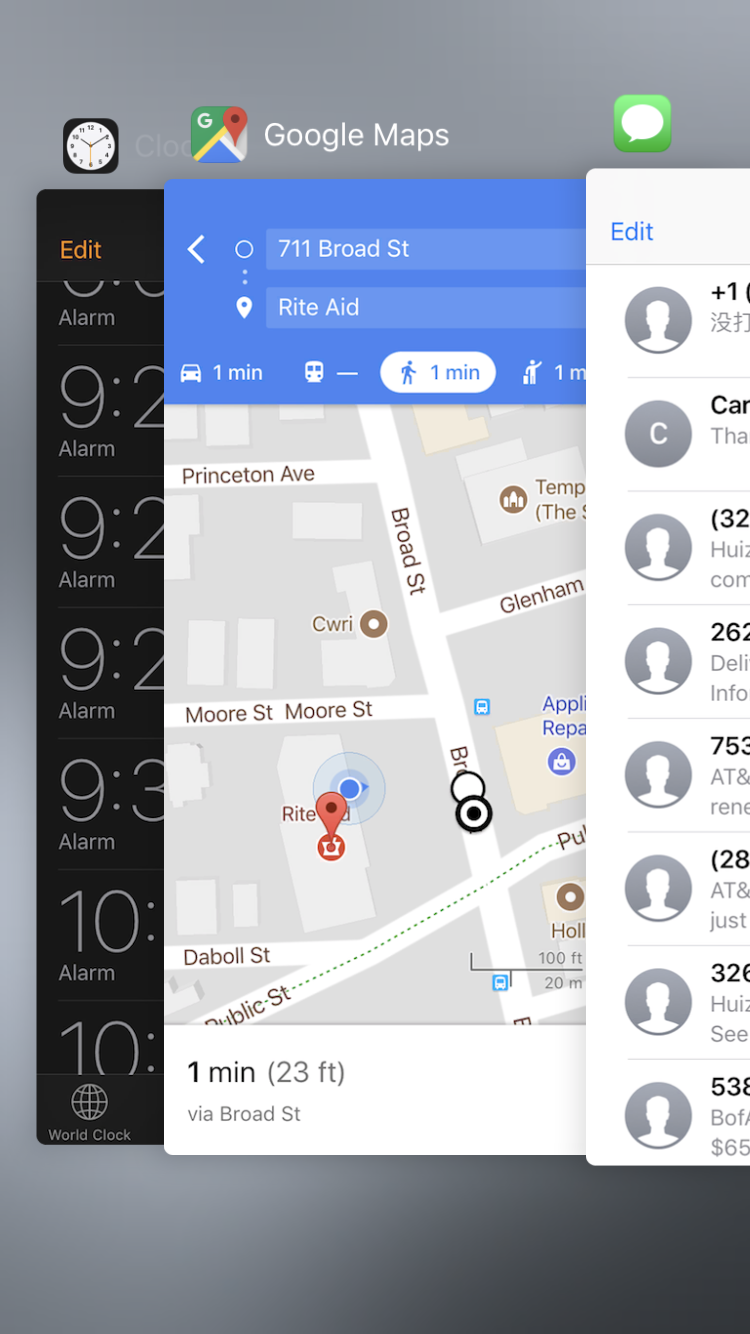 Google Maps
Edit
Alarm
9:2
Alarm
9:2
Alarm
9:2
Alarm
9:3
Alarm
10:
Alarm
10:
World Clock
711 Broad St
Rite Aid
1 min
—
1 min
1 m
Princeton Ave
Broad St
Temp
(The S
Glenham
Cwri
Moore St Moore St
Appli
Repa
Bro
Rite
Pul
Holl
Daboll St
100 ft
20 m
Public St
1 min (23 ft)
via Broad St
Edit
+1 (
没打
Car
C
Tha
(32
Huiz
com
262
Deli
Info
753
AT&
rene
(28
AT&
just
326
Huiz
See
538
BofA
$65